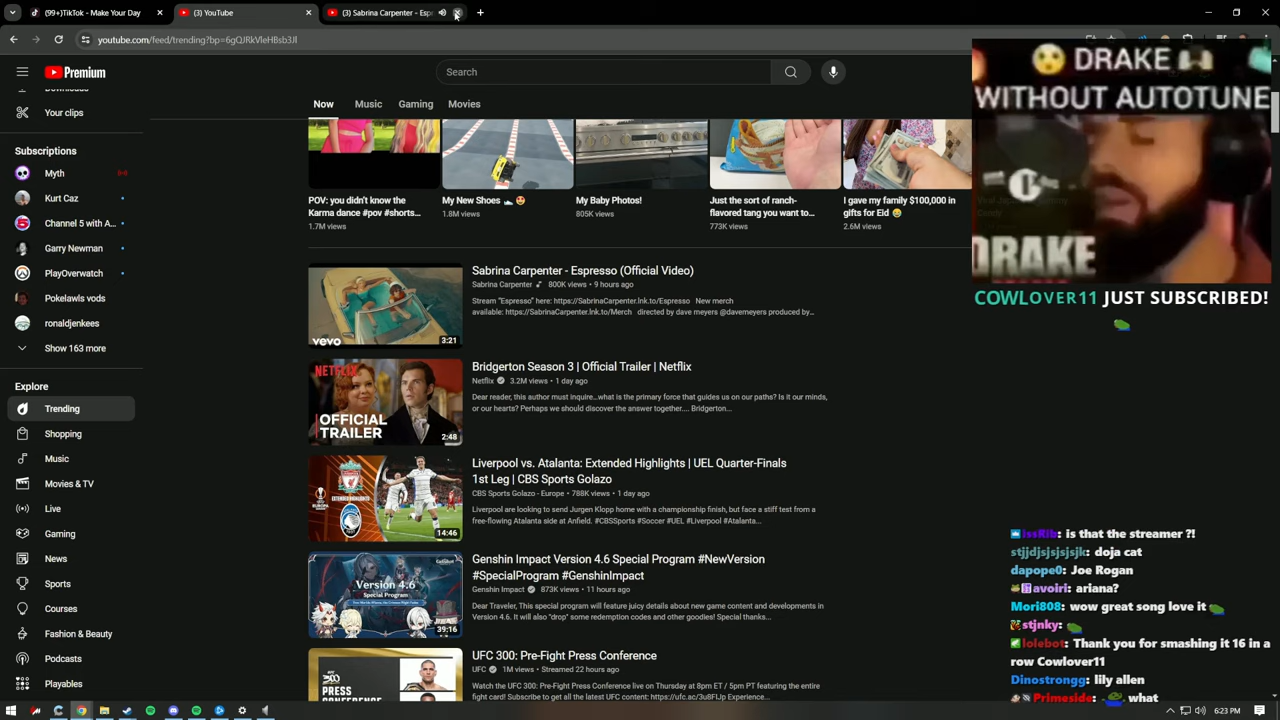 (99+)TikTok - Make Your Day
(3) YouTube
(3) Sabrina Carpenter - Esp
youtube.com/feed/trending?bp=6gQJRkVleHBsb3Jl
Premium
Search
Your clips
Subscriptions
Myth
Kurt Caz
Channel 5 with A...
Garry Newman
PlayOverwatch
Pokelawls vods
ronaldjenkees
Show 163 more
Explore
Trending
Shopping
Music
Movies & TV
Live
Gaming
News
Sports
Courses
Fashion & Beauty
Podcasts
Playables
Now
Music
Gaming
Movies
POV: you didn't know the
Karma dance #pov #shorts...
1.7M views
My New Shoes
1.8M views
My Baby Photos!
805K views
Just the sort of ranch-
flavored tang you want to...
773K views
I gave my family $100,000 in
gifts for Eid
2.6M views
vevo
3:21
Sabrina Carpenter - Espresso (Official Video)
Sabrina Carpenter 800K views • 9 hours ago
Stream "Espresso" here: https://SabrinaCarpenter.lnk.to/Espresso New merch
available: https://SabrinaCarpenter.lnk.to/Merch directed by dave meyers @davemeyers produced by...
NETFLIX
OFFICIAL
TRAILER
2:48
Bridgerton Season 3 | Official Trailer | Netflix
Netflix 3.2M views • 1 day ago
Dear reader, this author must inquire...what is the primary force that guides us on our paths? Is it our minds,
or our hearts? Perhaps we should discover the answer together.... Bridgerton...
14:46
Liverpool vs. Atalanta: Extended Highlights | UEL Quarter-Finals
1st Leg | CBS Sports Golazo
CBS Sports Golazo - Europe • 788K views • 1 day ago
Liverpool are looking to send Jurgen Klopp home with a championship finish, but face a stiff test from a
free-flowing Atalanta side at Anfield. #CBSSports #Soccer #UEL #Liverpool #Atalanta...
Version 4.6
Special Program
39:16
Genshin Impact Version 4.6 Special Program #NewVersion
#SpecialProgram #GenshinImpact
Genshin Impact 873K views • 11 hours ago
Dear Traveler, This special program will feature juicy details about new game content and developments in
Version 4.6. It will also "drop" some redemption codes and other goodies! Special thanks...
PRESS
UFC 300: Pre-Fight Press Conference
UFC 1M views • Streamed 22 hours ago
Watch the UFC 300: Pre-Fight Press Conference live on Thursday at 8pm ET / 5pm PT featuring the entire
fight card! Subscribe to get all the latest UFC content: https://ufc.ac/3u8FIJp Experience...
DRAKE
WITHOUT AUTOTUNE
DRAKE
COWLOVER11 JUST SUBSCRIBED!
issRib: is that the streamer ?!
stjjdjsjsjsjsjk: doja cat
dapope0: Joe Rogan
avoiri: ariana?
Mori808: wow great song love it
stjnky:
lolebot: Thank you for smashing it 16 in a
row Cowlover11
Dinostrongg: lily allen
Primeside: what
6:23 PM